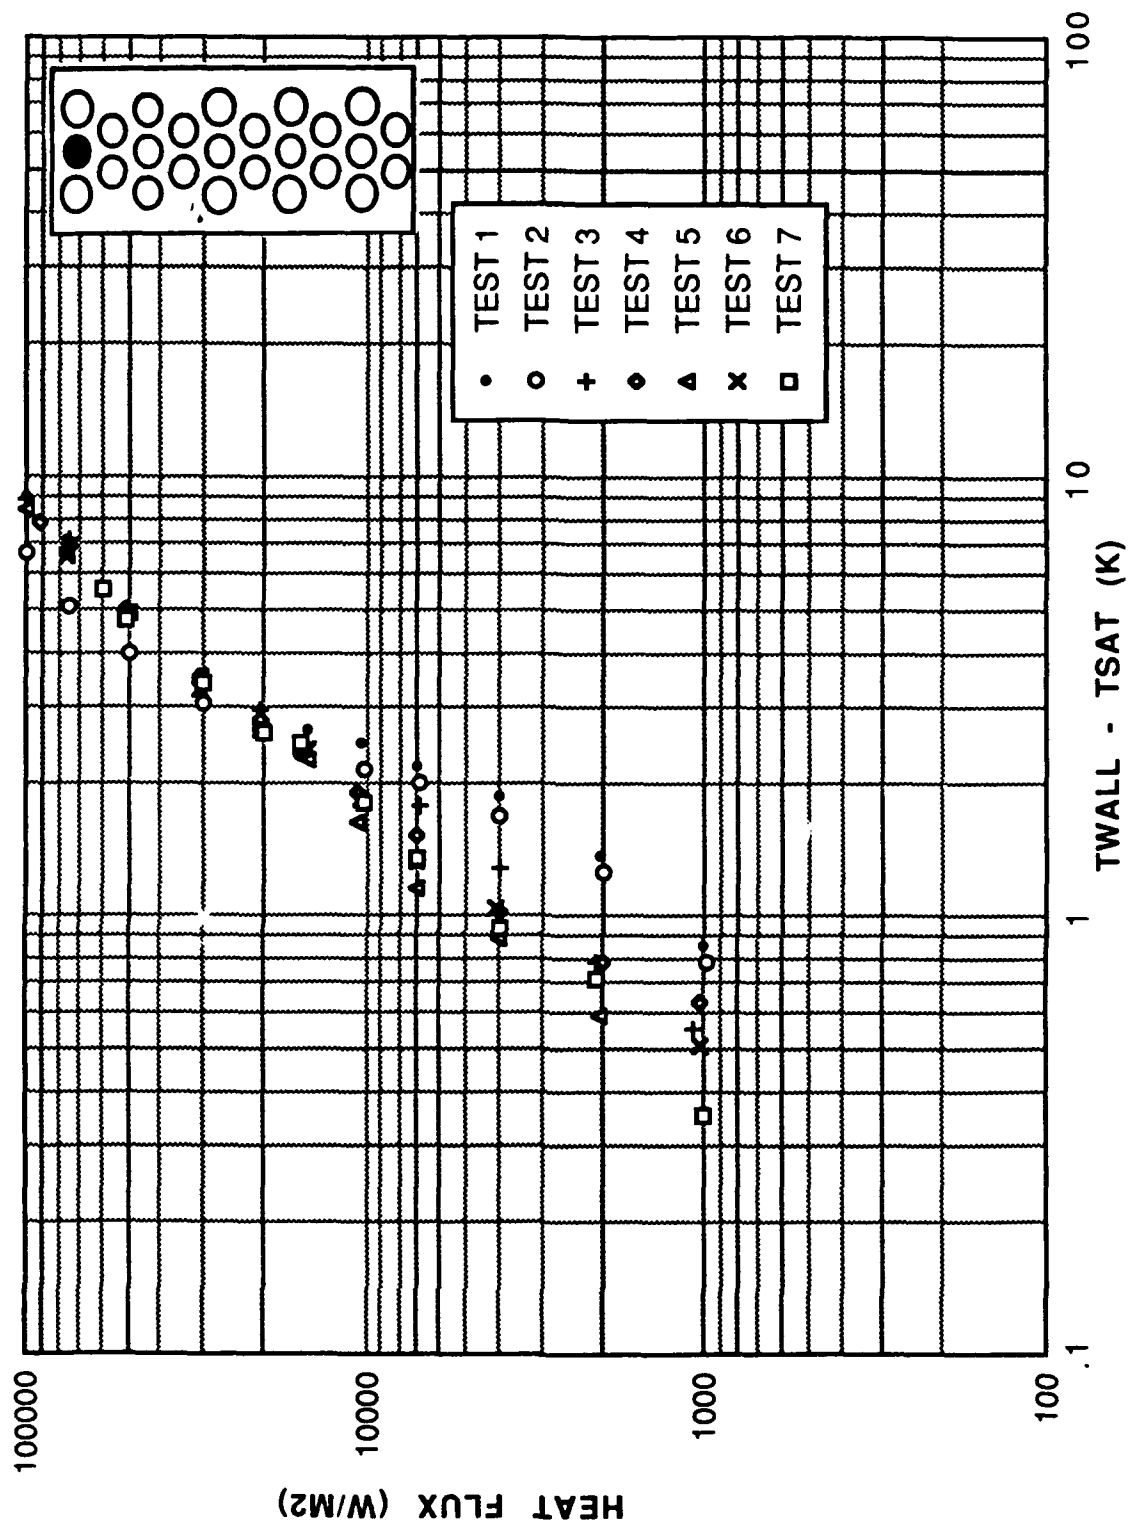 HEAT FLUX (W/M2)
100000
10000
1000
100
.1
1
10
100
TWALL - TSAT (K)
TEST 1
TEST 2
TEST 3
TEST 4
TEST 5
TEST 6
TEST 7